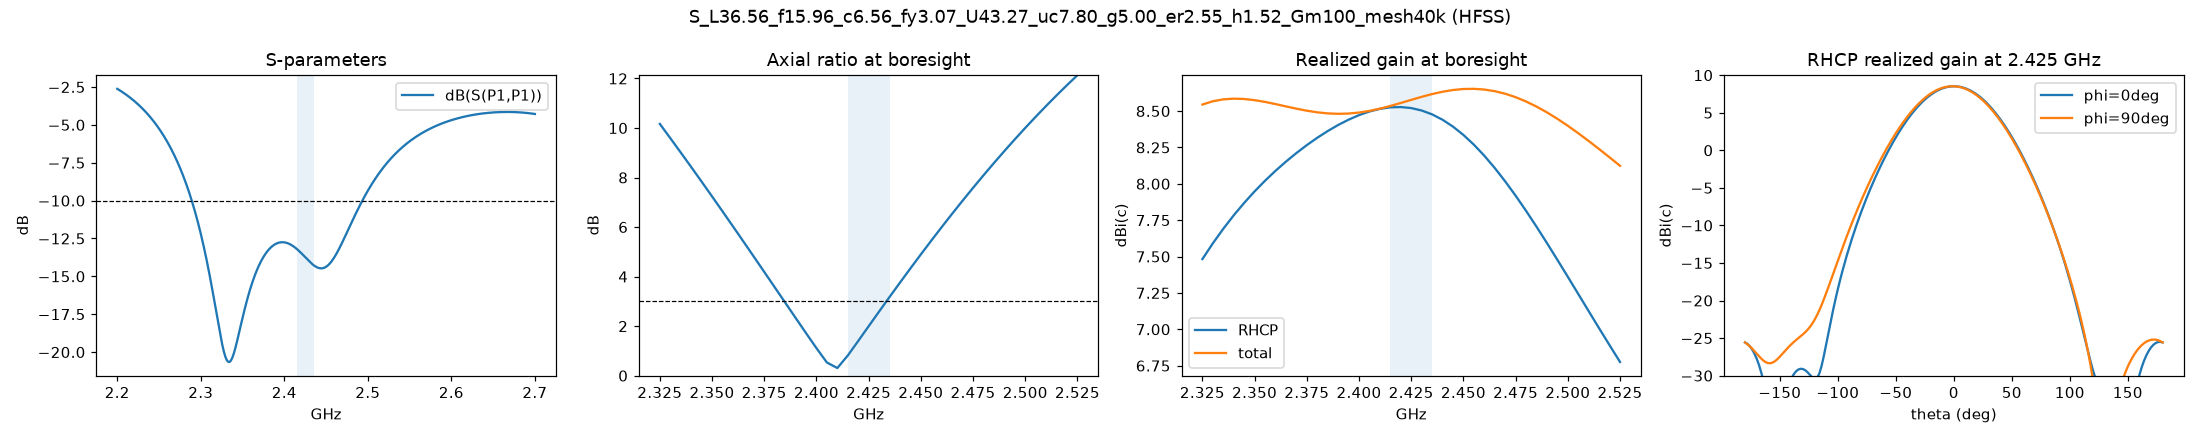 S_L36.56_f15.96_c6.56_fy3.07_U43.27_uc7.80_g5.00_er2.55_h1.52_Gm100_mesh40k (HFSS)
S-parameters
dB(S(P1,P1))
−2.5
−5.0
−7.5
−10.0
−12.5
−15.0
−17.5
−20.0
dB
2.2 2.3 2.4 2.5 2.6 2.7
GHz
Axial ratio at boresight
12
10
8
6
4
2
0
dB
2.325 2.350 2.375 2.400 2.425 2.450 2.475 2.500 2.525
GHz
Realized gain at boresight
8.50
8.25
8.00
7.75
7.50
7.25
7.00
6.75
dBi(c)
RHCP
total
2.325 2.350 2.375 2.400 2.425 2.450 2.475 2.500 2.525
GHz
RHCP realized gain at 2.425 GHz
phi=0deg
phi=90deg
10
5
0
−5
−10
−15
−20
−25
−30
dBi(c)
−150 −100 −50 0 50 100 150
theta (deg)